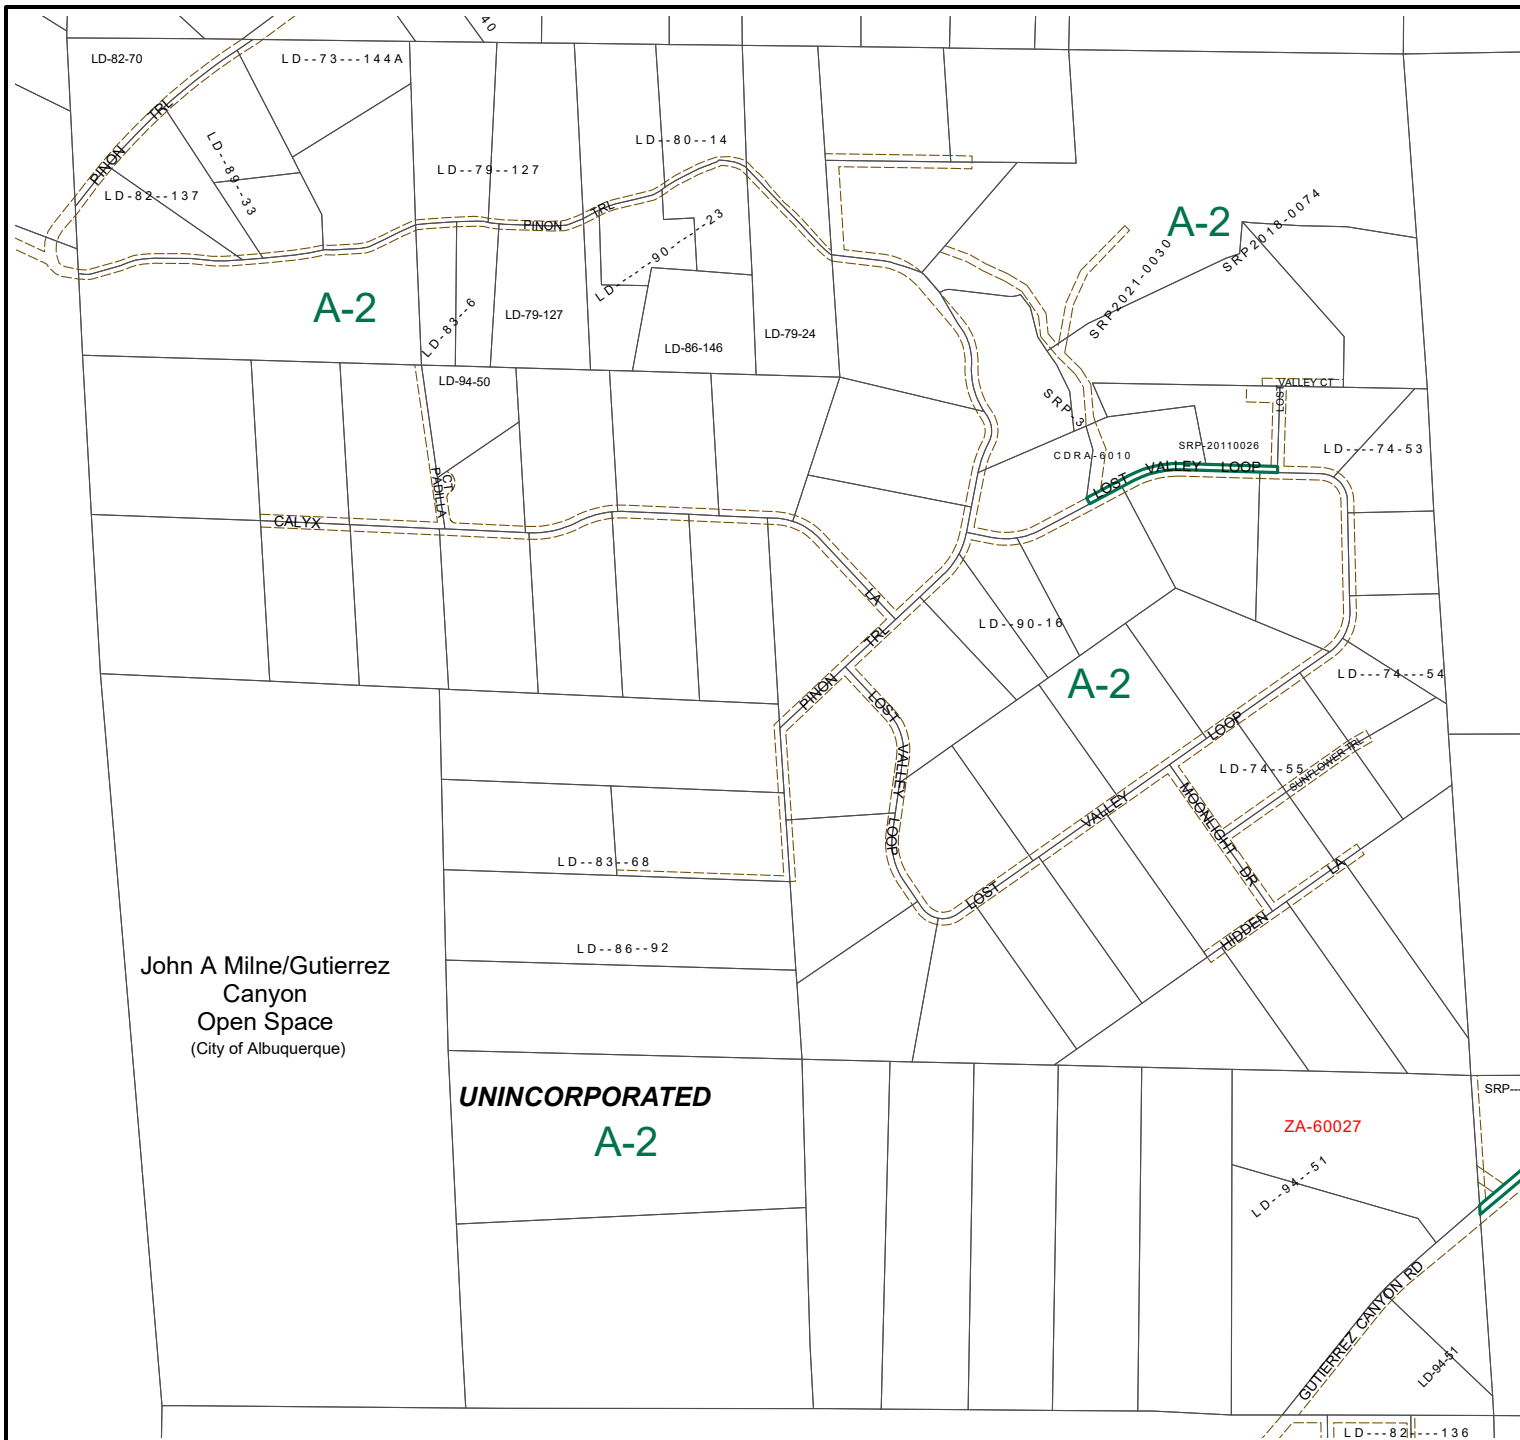 40
LD-82-70
LD--73---144A
PINON TRL
LD--89--33
LD--80--14
LD--79--127
LD-82--137
PINON TRL
LD------90------23
A-2
SRP2018-0074
SRP2021-0030
A-2
LD-83--6
LD-79-127
LD-86-146
LD-79-24
LD-94-50
VALLEY CT
LOST
SRP-3
SRP-20110026
LD----74-53
CDRA-6010
LOST VALLEY LOOP
PADILLA CT
CALYX
LA
LD--90-16
PINON TRL
A-2
LD---74---54
LOST VALLEY LOOP
LOST VALLEY LOOP
LD-74--55
SUNFLOWER TRL
MOONLIGHT DR
HIDDEN LA
LD--83--68
LD--86--92
John A Milne/Gutierrez
Canyon
Open Space
(City of Albuquerque)
UNINCORPORATED
A-2
SRP--
ZA-60027
LD--94--51
GUTIERREZ CANYON RD
LD-94-51
LD---82----136